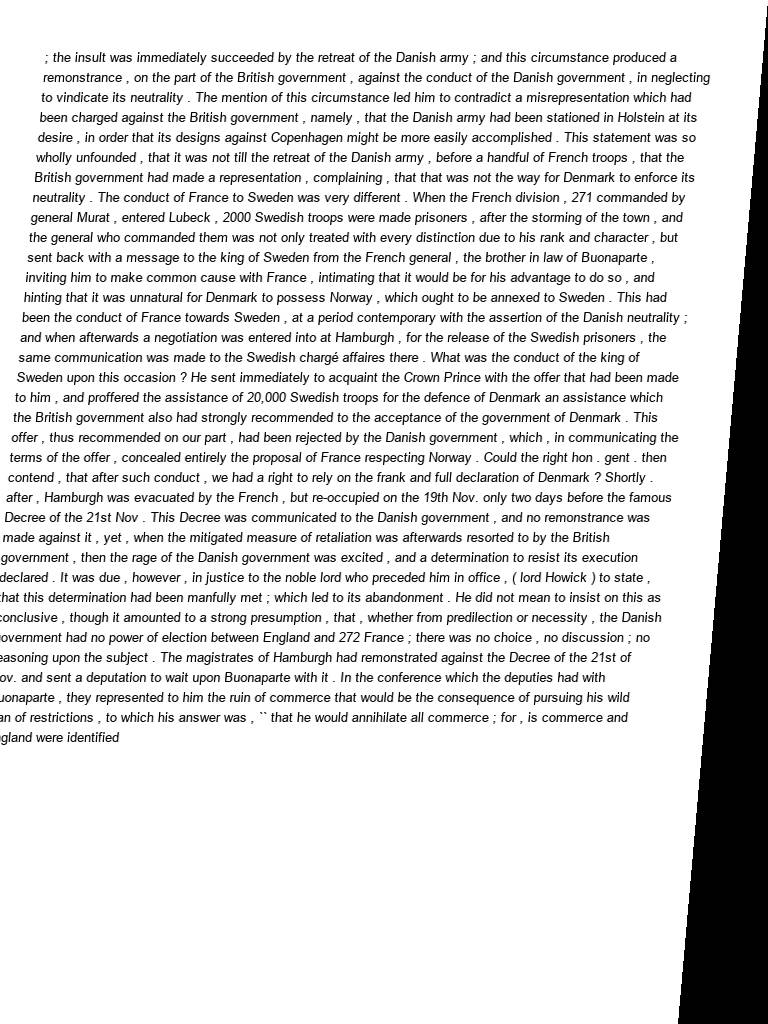 ; the insult was immediately succeeded by the retreat of the Danish army ; and this circumstance produced a
remonstrance , on the part of the British government , against the conduct of the Danish government , in neglecting
to vindicate its neutrality . The mention of this circumstance led him to contradict a misrepresentation which had
been charged against the British government , namely , that the Danish army had been stationed in Holstein at its
desire , in order that its designs against Copenhagen might be more easily accomplished . This statement was so
wholly unfounded , that it was not till the retreat of the Danish army , before a handful of French troops , that the
British government had made a representation , complaining , that that was not the way for Denmark to enforce its
neutrality . The conduct of France to Sweden was very different . When the French division , 271 commanded by
general Murat , entered Lubeck , 2000 Swedish troops were made prisoners , after the storming of the town , and
the general who commanded them was not only treated with every distinction due to his rank and character , but
sent back with a message to the king of Sweden from the French general , the brother in law of Buonaparte ,
inviting him to make common cause with France , intimating that it would be for his advantage to do so , and
hinting that it was unnatural for Denmark to possess Norway , which ought to be annexed to Sweden . This had
been the conduct of France towards Sweden , at a period contemporary with the assertion of the Danish neutrality ;
and when afterwards a negotiation was entered into at Hamburgh , for the release of the Swedish prisoners , the
same communication was made to the Swedish chargé affaires there . What was the conduct of the king of
Sweden upon this occasion ? He sent immediately to acquaint the Crown Prince with the offer that had been made
to him , and proffered the assistance of 20,000 Swedish troops for the defence of Denmark an assistance which
the British government also had strongly recommended to the acceptance of the government of Denmark . This
offer , thus recommended on our part , had been rejected by the Danish government , which , in communicating the
terms of the offer , concealed entirely the proposal of France respecting Norway . Could the right hon . gent . then
contend , that after such conduct , we had a right to rely on the frank and full declaration of Denmark ? Shortly .
after , Hamburgh was evacuated by the French , but re-occupied on the 19th Nov. only two days before the famous
Decree of the 21st Nov . This Decree was communicated to the Danish government , and no remonstrance was
made against it , yet , when the mitigated measure of retaliation was afterwards resorted to by the British
government , then the rage of the Danish government was excited , and a determination to resist its execution
declared . It was due , however , in justice to the noble lord who preceded him in office , ( lord Howick ) to state ,
that this determination had been manfully met ; which led to its abandonment . He did not mean to insist on this as
conclusive , though it amounted to a strong presumption , that , whether from predilection or necessity , the Danish
overnment had no power of election between England and 272 France ; there was no choice , no discussion ; no
easoning upon the subject . The magistrates of Hamburgh had remonstrated against the Decree of the 21st of
ov. and sent a deputation to wait upon Buonaparte with it . In the conference which the deputies had with
uonaparte , they represented to him the ruin of commerce that would be the consequence of pursuing his wild
an of restrictions , to which his answer was , `` that he would annihilate all commerce ; for , is commerce and
gland were identified